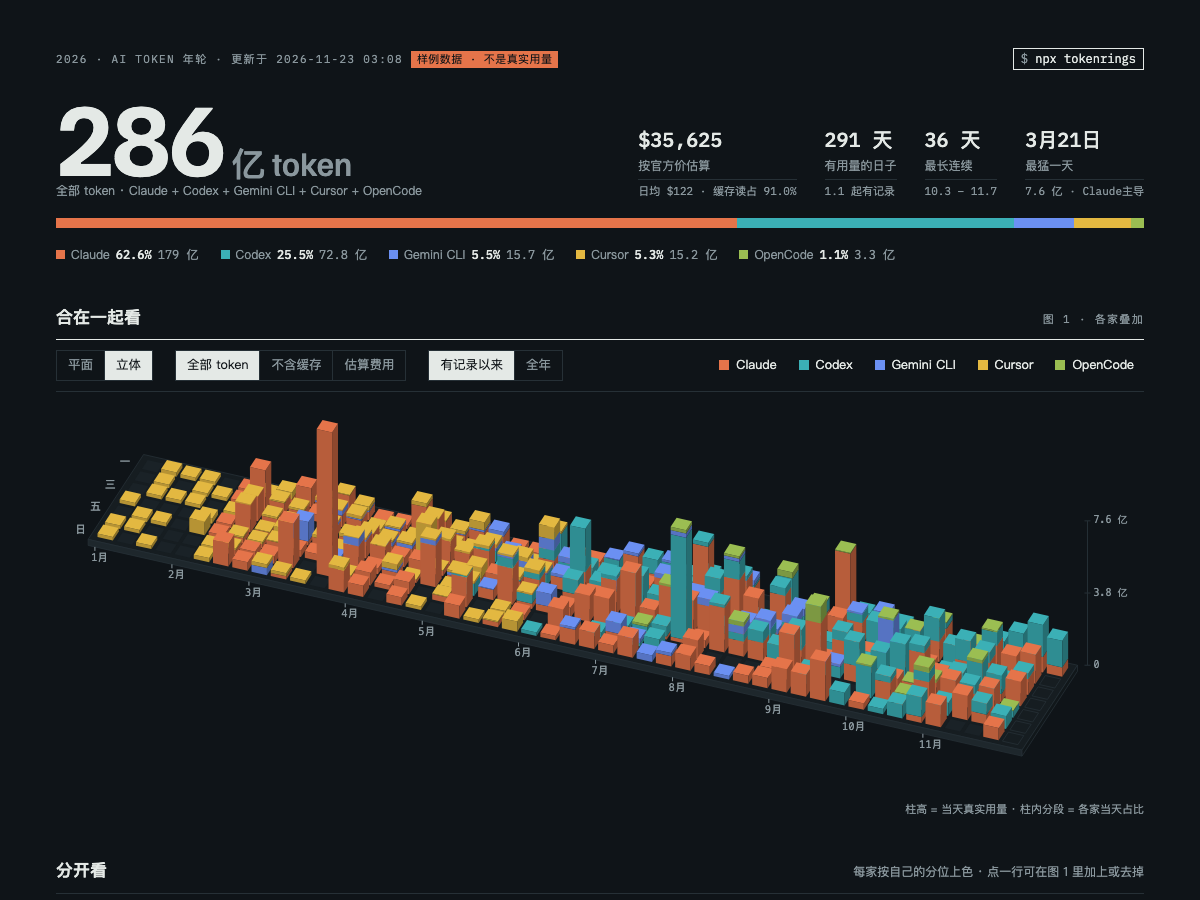 2026 · AI TOKEN 年轮 · 更新于 2026-11-23 03:08 样例数据 · 不是真实用量
$ npx tokenrings
286 亿 token
全部 token · Claude + Codex + Gemini CLI + Cursor + OpenCode
$35,625
按官方价估算
日均 $122 · 缓存读占 91.0%
291 天
有用量的日子
1.1 起有记录
36 天
最长连续
10.3 – 11.7
3月21日
最猛一天
7.6 亿 · Claude主导
Claude 62.6% 179 亿
Codex 25.5% 72.8 亿
Gemini CLI 5.5% 15.7 亿
Cursor 5.3% 15.2 亿
OpenCode 1.1% 3.3 亿
合在一起看
图 1 · 各家叠加
平面 立体
全部 token 不含缓存 估算费用
有记录以来 全年
Claude Codex Gemini CLI Cursor OpenCode
一
三
五
日
1月
2月
3月
4月
5月
6月
7月
8月
9月
10月
11月
7.6 亿
3.8 亿
0
柱高 = 当天真实用量 · 柱内分段 = 各家当天占比
分开看
每家按自己的分位上色 · 点一行可在图 1 里加上或去掉